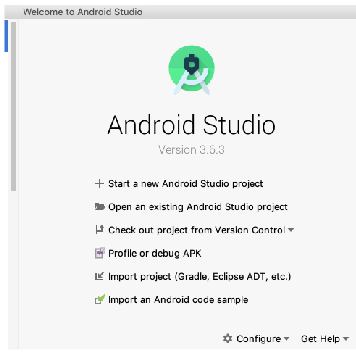 Welcome to Android Studio
Android Studio
Version 3.6.3
Start a new Android Studio project
Open an existing Android Studio project
Check out project from Version Control
Profile or debug APK
Import project (Gradle, Eclipse ADT, etc.)
Import an Android code sample
Configure Get Help